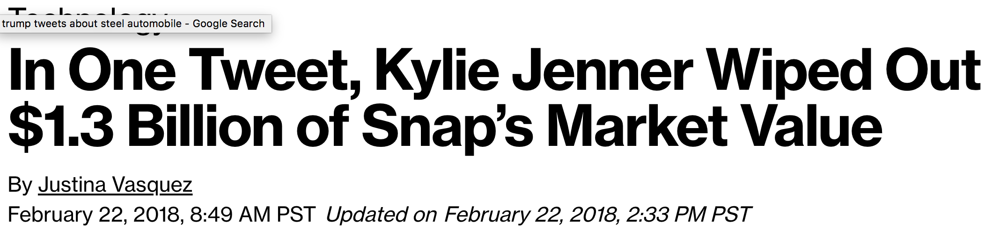 Technology
trump tweets about steel automobile - Google Search
In One Tweet, Kylie Jenner Wiped Out
$1.3 Billion of Snap’s Market Value
By Justina Vasquez
February 22, 2018, 8:49 AM PST Updated on February 22, 2018, 2:33 PM PST